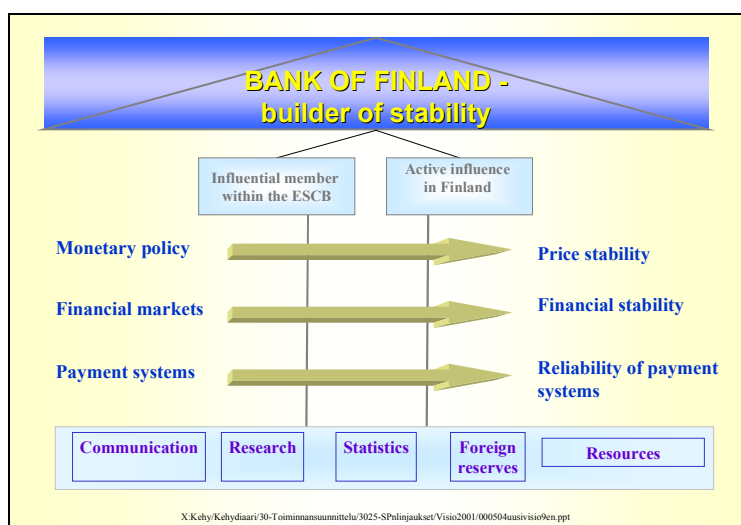 BANK OF FINLAND -
builder of stability
Influential member
within the ESCB
Active influence
in Finland
Monetary policy
Price stability
Financial markets
Financial stability
Payment systems
Reliability of payment
systems
Communication
Research
Statistics
Foreign
reserves
Resources
X:Kehy/Kehydiaari/30-Toiminnansuunnittelu/3025-SPnlinjaukset/Visio2001/000504uusivisio9en.ppt